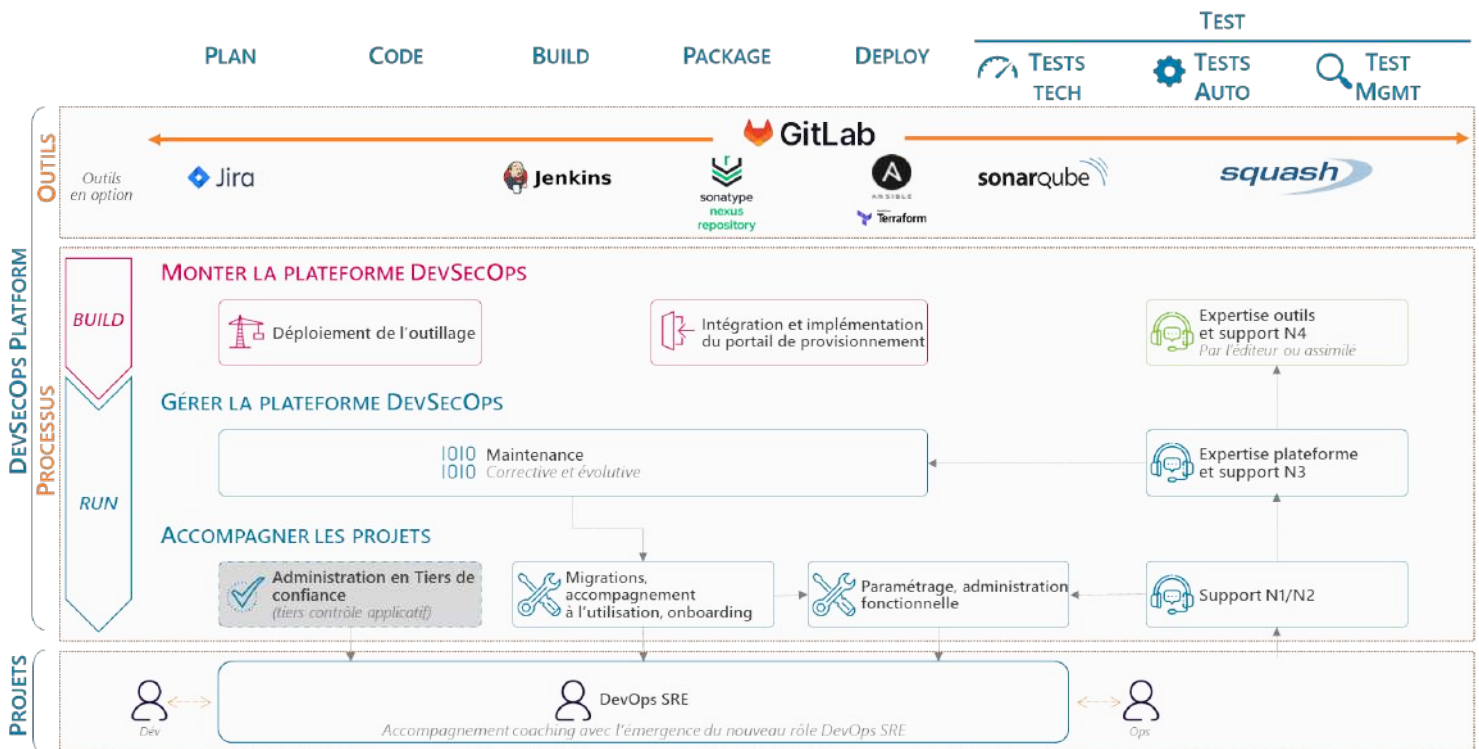 TEST
PLAN
CODE
BUILD
PACKAGE
DEPLOY
TESTS
TECH
TESTS
AUTO
TEST
MGMT
DEVSECOPS PLATFORM
OUTILS
GitLab
Outils
en option
Jira
Jenkins
sonatype
nexus
repository
A
ANSIBLE
Terraform
sonarqube
squash
PROCESSUS
BUILD
MONTER LA PLATEFORME DEVSECOPS
Déploiement de l'outillage
Intégration et implémentation
du portail de provisionnement
Expertise outils
et support N4
Par l'éditeur ou assimilé
RUN
GÉRER LA PLATEFORME DEVSECOPS
1010
1010
Maintenance
Corrective et évolutive
Expertise plateforme
et support N3
ACCOMPAGNER LES PROJETS
Administration en Tiers de
confiance
(tiers contrôle applicatif)
Migrations,
accompagnement
à l'utilisation, onboarding
Paramétrage, administration
fonctionnelle
Support N1/N2
PROJETS
Dev
DevOps SRE
Accompagnement coaching avec l'émergence du nouveau rôle DevOps SRE
Ops